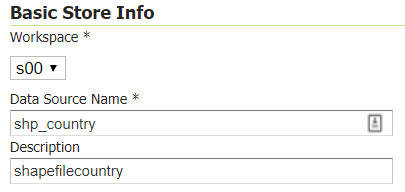 Basic Store Info
Workspace *
s00
Data Source Name *
shp_country
Description
shapefilecountry